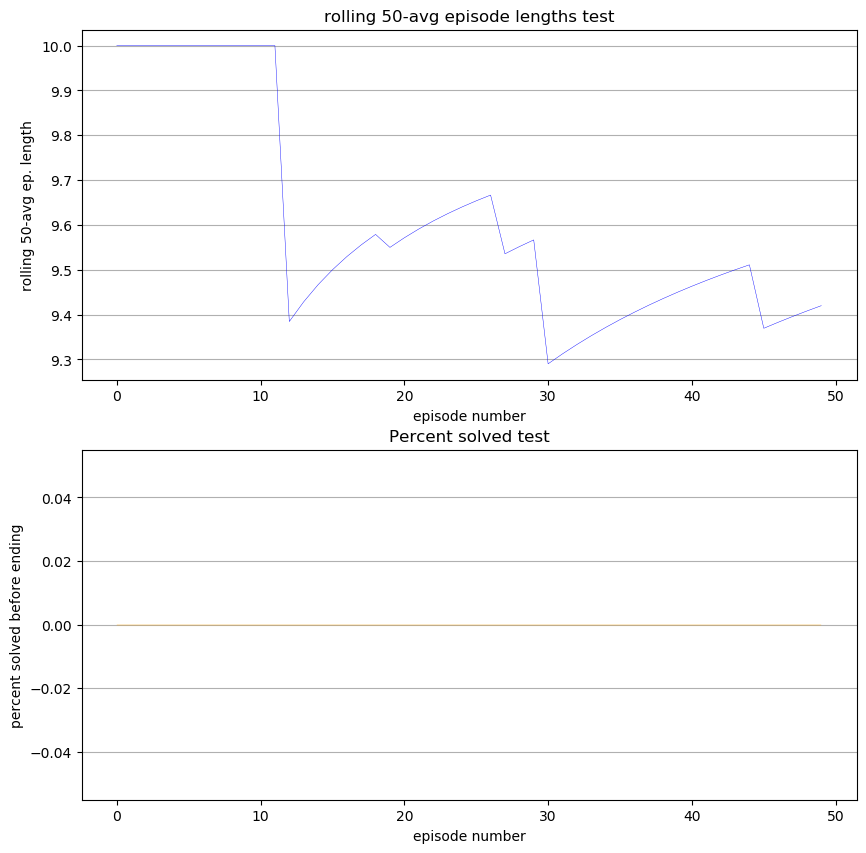 rolling 50-avg episode lengths test
rolling 50-avg ep. length
10.0
9.9
9.8
9.7
9.6
9.5
9.4
9.3
0 10 20 30 40 50
episode number
Percent solved test
percent solved before ending
0.04
0.02
0.00
−0.02
−0.04
0 10 20 30 40 50
episode number